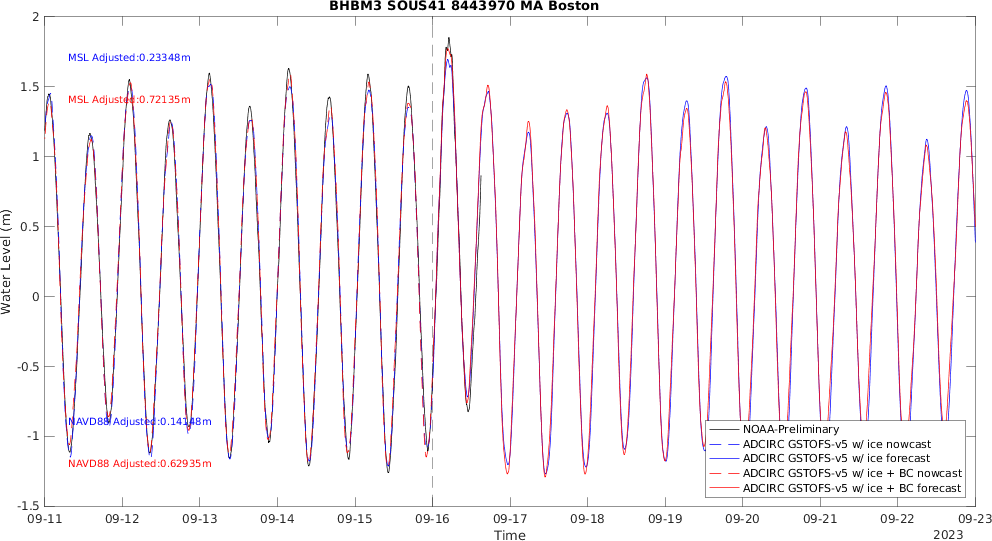 BHBM3 SOUS41 8443970 MA Boston
2
1.5
1
0.5
0
-0.5
-1
-1.5
Water Level (m)
MSL Adjusted:0.23348m
MSL Adjusted:0.72135m
NAVD88 Adjusted:0.14148m
NAVD88 Adjusted:0.62935m
NOAA-Preliminary
ADCIRC GSTOFS-v5 w/ ice nowcast
ADCIRC GSTOFS-v5 w/ ice forecast
ADCIRC GSTOFS-v5 w/ ice + BC nowcast
ADCIRC GSTOFS-v5 w/ ice + BC forecast
09-11 09-12 09-13 09-14 09-15 09-16 09-17 09-18 09-19 09-20 09-21 09-22 09-23
Time
2023